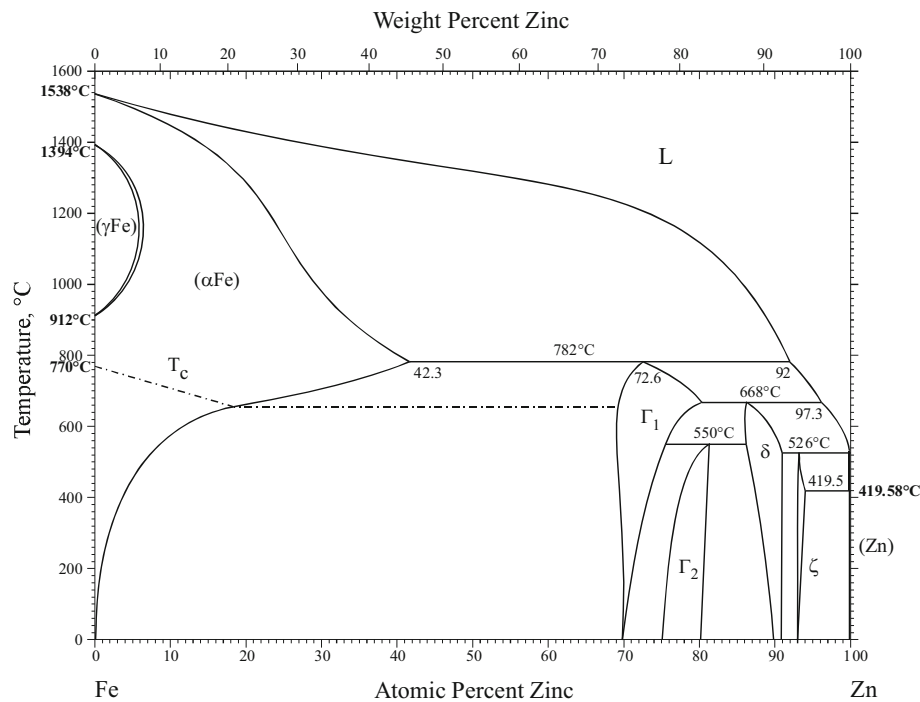 Weight Percent Zinc
0 10 20 30 40 50 60 70 80 90 100
1600
1538°C
1400
1394°C
L
1200
(γFe)
(αFe)
1000
912°C
800
782°C
770°C
T_c
42.3
72.6
92
668°C
97.3
600
Γ₁
550°C
δ
526°C
419.5
400
419.58°C
(Zn)
200
Γ₂
ζ
0
Temperature, °C
0 10 20 30 40 50 60 70 80 90 100
Fe
Atomic Percent Zinc
Zn